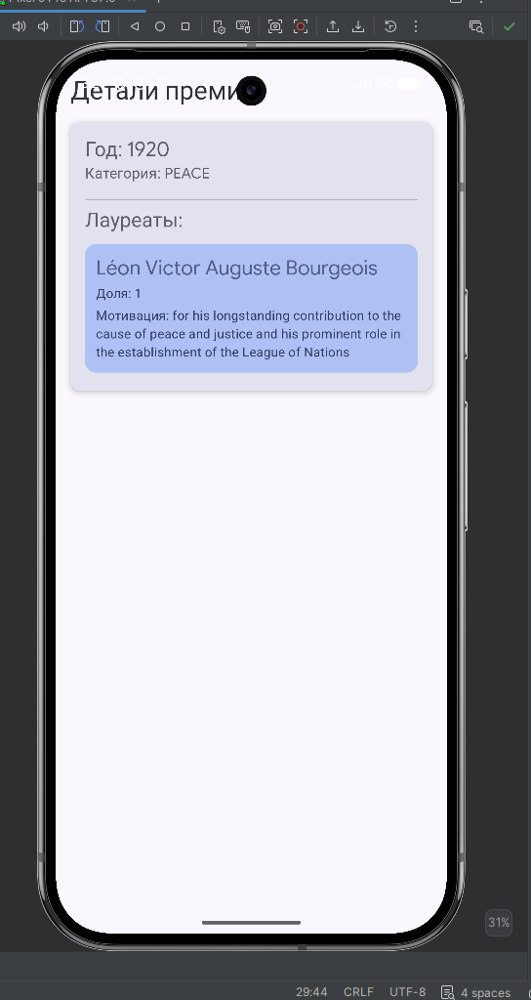 Детали преми
Год: 1920
Категория: PEACE
Лауреаты:
Léon Victor Auguste Bourgeois
Доля: 1
Мотивация: for his longstanding contribution to the
cause of peace and justice and his prominent role in
the establishment of the League of Nations
31%
29:44 CRLF UTF-8 4 spaces